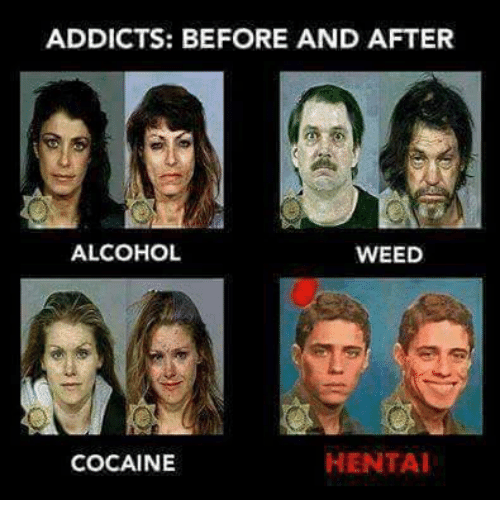 ADDICTS: BEFORE AND AFTER
ALCOHOL
WEED
COCAINE
HENTAI